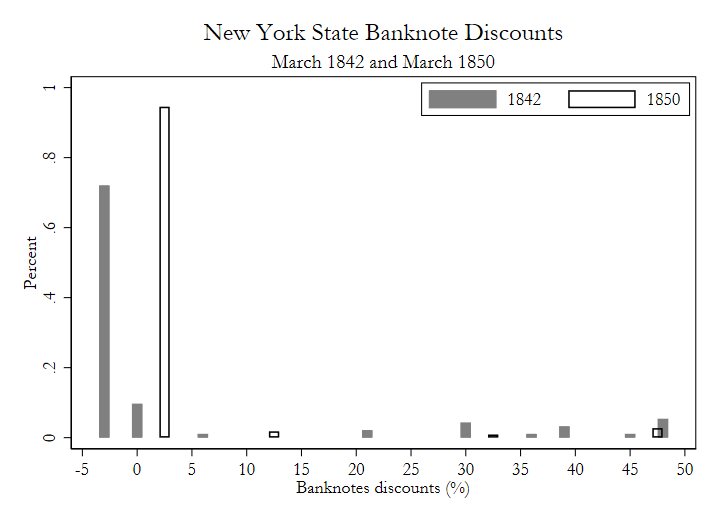 New York State Banknote Discounts
March 1842 and March 1850
1842 1850
Percent
1
.8
.6
.4
.2
0
-5 0 5 10 15 20 25 30 35 40 45 50
Banknotes discounts (%)